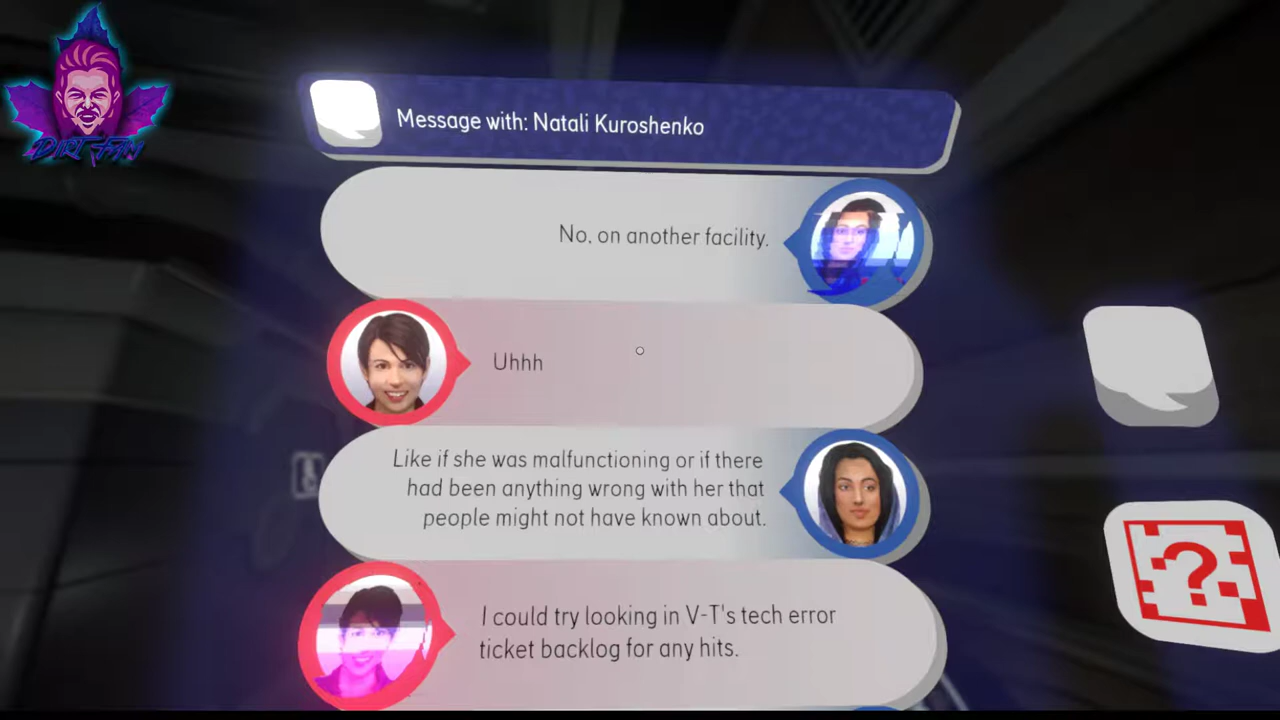 DIRT FAN
Message with: Natali Kuroshenko
No, on another facility.
Uhhh
Like if she was malfunctioning or if there
had been anything wrong with her that
people might not have known about.
I could try looking in V-T's tech error
ticket backlog for any hits.
?